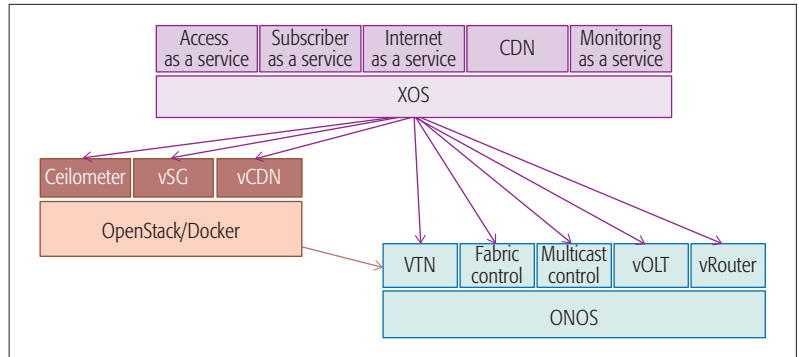 Access
as a service
Subscriber
as a service
Internet
as a service
CDN
Monitoring
as a service
XOS
Ceilometer
vSG
vCDN
OpenStack/Docker
VTN
Fabric
control
Multicast
control
vOLT
vRouter
ONOS